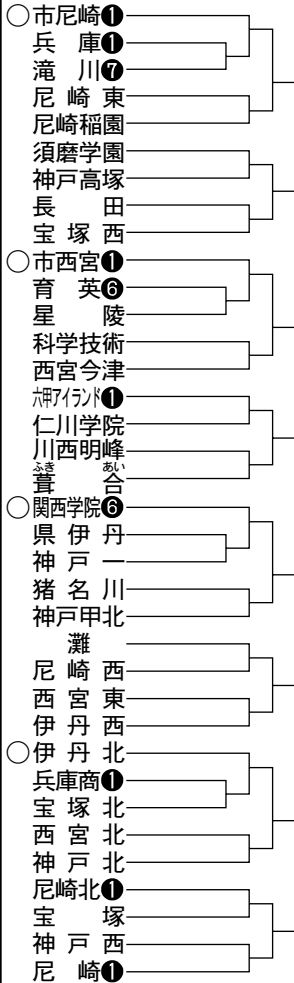 ○市尼崎❶
兵庫❶
滝川❼
尼崎東
尼崎稲園
須磨学園
神戸高塚
長田
宝塚西
○市西宮❶
育英❻
星陵
科学技術
西宮今津
六甲アイランド❶
仁川学院
川西明峰
ふき あい
葺合
○関西学院❻
県伊丹
神戸一
猪名川
神戸甲北
灘
尼崎西
西宮東
伊丹西
○伊丹北
兵庫商❶
宝塚北
西宮北
神戸北
尼崎北❶
宝塚
神戸西
尼崎❶